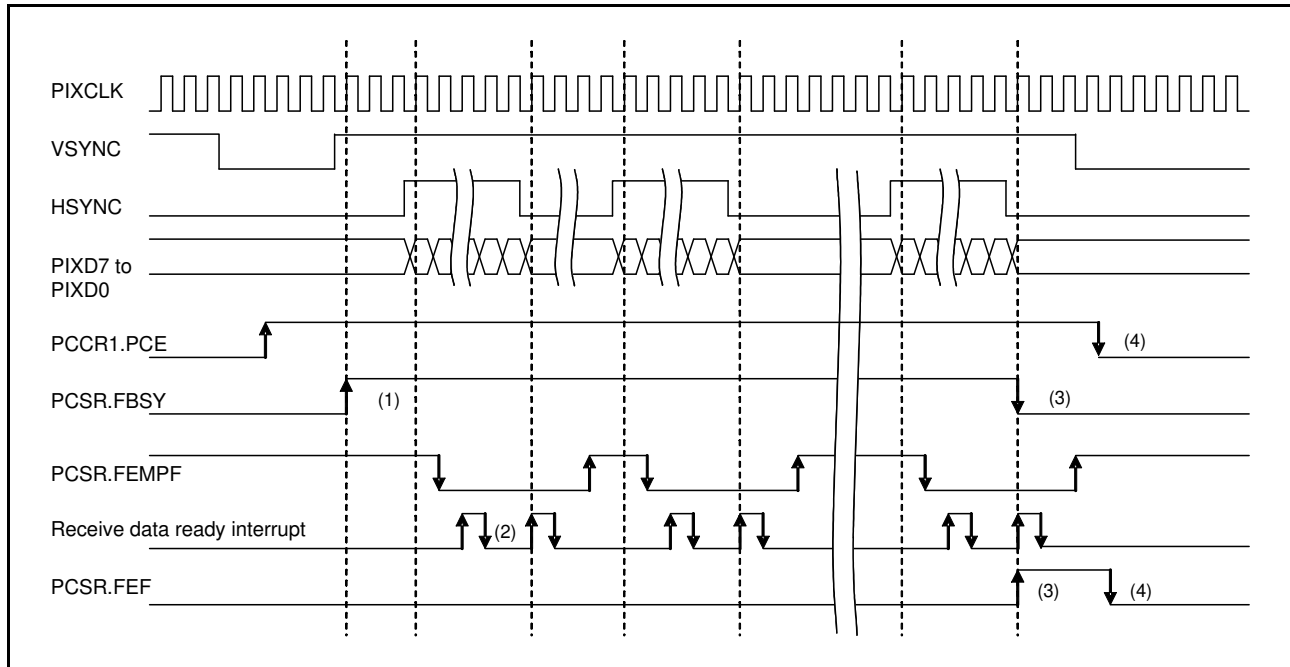 PIXCLK
VSYNC
HSYNC
PIXD7 to
PIXD0
PCCR1.PCE
(4)
PCSR.FBSY
(1)
(3)
PCSR.FEMPF
Receive data ready interrupt
(2)
PCSR.FEF
(3)
(4)